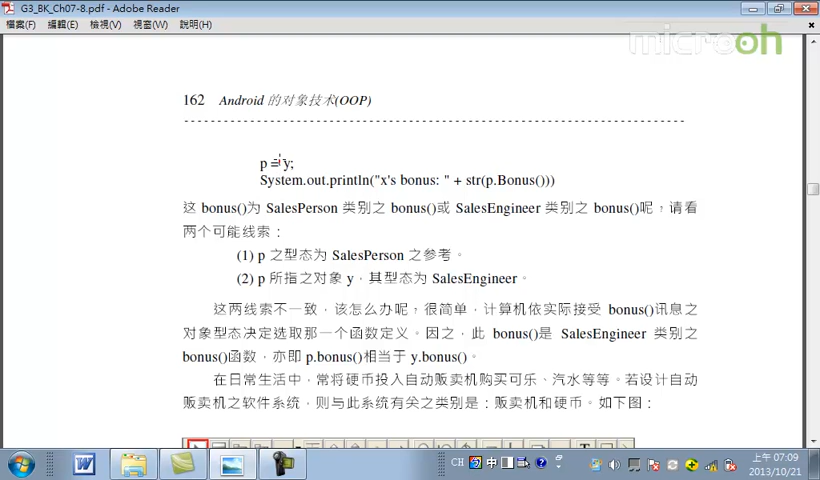 G3_BK_Ch07-8.pdf - Adobe Reader
檔案(F) 編輯(E) 檢視(V) 視窗(W) 說明(H)
microoh
162 Android 的对象技术(OOP)
p = y;
System.out.println("x's bonus: " + str(p.Bonus()))
这 bonus()为 SalesPerson 类别之 bonus()或 SalesEngineer 类别之 bonus()呢，请看
两个可能线索：
(1) p 之型态为 SalesPerson 之参考。
(2) p 所指之对象 y，其型态为 SalesEngineer。
这两线索不一致，该怎么办呢，很简单，计算机依实际接受 bonus()讯息之
对象型态决定选取那一个函数定义。因之，此 bonus()是 SalesEngineer 类别之
bonus()函数，亦即 p.bonus()相当于 y.bonus()。
在日常生活中，常将硬币投入自动贩卖机购买可乐、汽水等等。若设计自动
贩卖机之软件系统，则与此系统有关之类别是：贩卖机和硬币。如下图：
CH 中
上午 07:09
2013/10/21